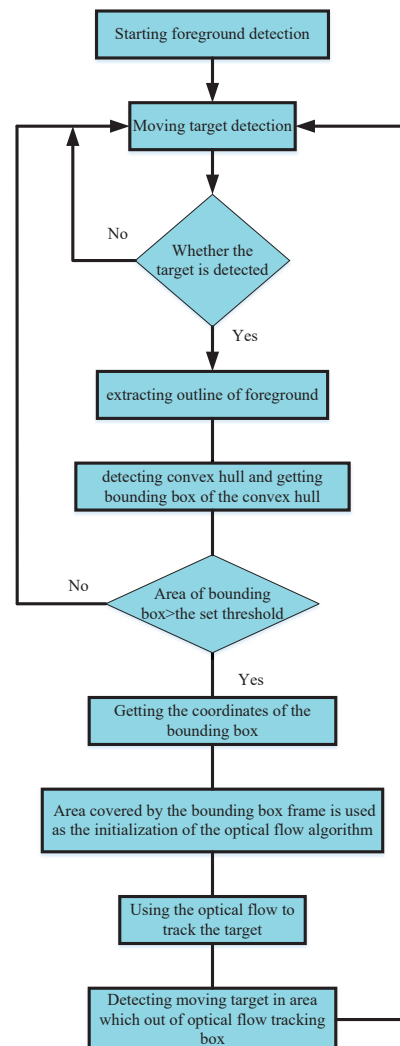 Starting foreground detection
Moving target detection
No
Whether the
target is detected
Yes
extracting outline of foreground
detecting convex hull and getting
bounding box of the convex hull
No
Area of bounding
box>the set threshold
Yes
Getting the coordinates of the
bounding box
Area covered by the bounding box frame is used
as the initialization of the optical flow algorithm
Using the optical flow to
track the target
Detecting moving target in area
which out of optical flow tracking
box